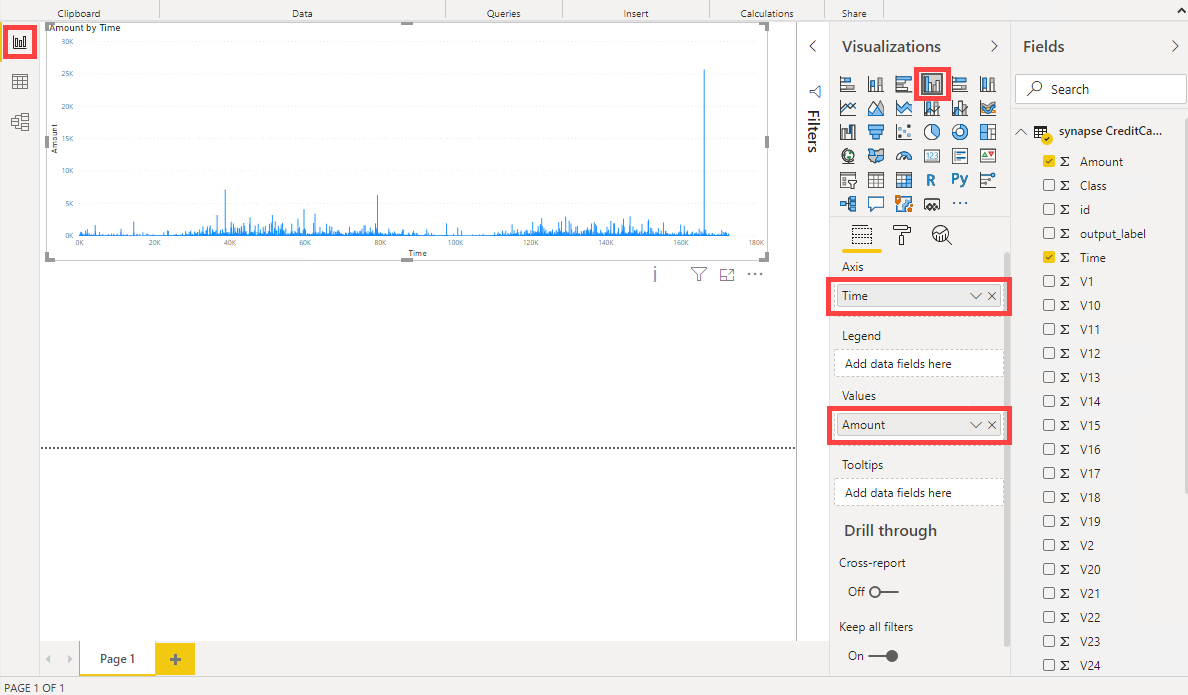 Clipboard
Data
Queries
Insert
Calculations
Share
Amount by Time
30K
25K
20K
15K
10K
5K
0K
Amount
0K
20K
40K
60K
80K
100K
120K
140K
160K
180K
Time
Filters
Visualizations
123
R
Py
Axis
Time
Legend
Add data fields here
Values
Amount
Tooltips
Add data fields here
Drill through
Cross-report
Off
Keep all filters
On
Fields
Search
synapse CreditCa...
Σ Amount
Σ Class
Σ id
Σ output_label
Σ Time
Σ V1
Σ V10
Σ V11
Σ V12
Σ V13
Σ V14
Σ V15
Σ V16
Σ V17
Σ V18
Σ V19
Σ V2
Σ V20
Σ V21
Σ V22
Σ V23
Σ V24
Page 1
PAGE 1 OF 1